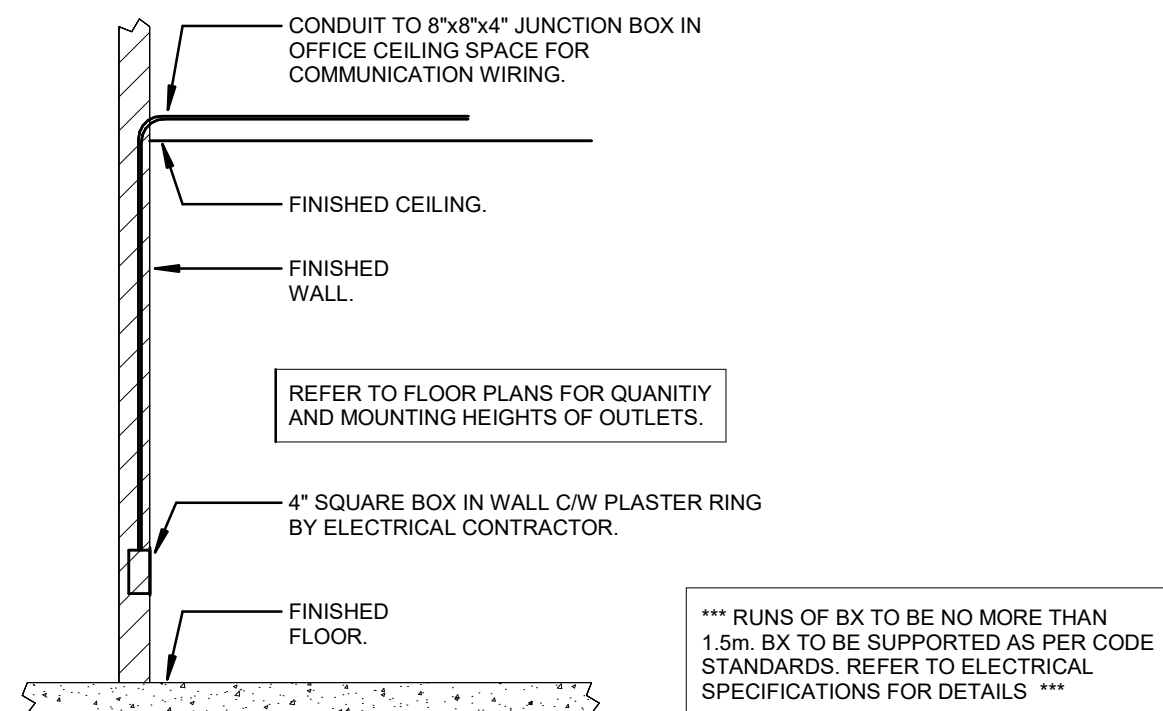 CONDUIT TO 8"x8"x4" JUNCTION BOX IN
OFFICE CEILING SPACE FOR
COMMUNICATION WIRING.
FINISHED CEILING.
FINISHED
WALL.
REFER TO FLOOR PLANS FOR QUANITIY
AND MOUNTING HEIGHTS OF OUTLETS.
4" SQUARE BOX IN WALL C/W PLASTER RING
BY ELECTRICAL CONTRACTOR.
FINISHED
FLOOR.
*** RUNS OF BX TO BE NO MORE THAN
1.5m. BX TO BE SUPPORTED AS PER CODE
STANDARDS. REFER TO ELECTRICAL
SPECIFICATIONS FOR DETAILS ***